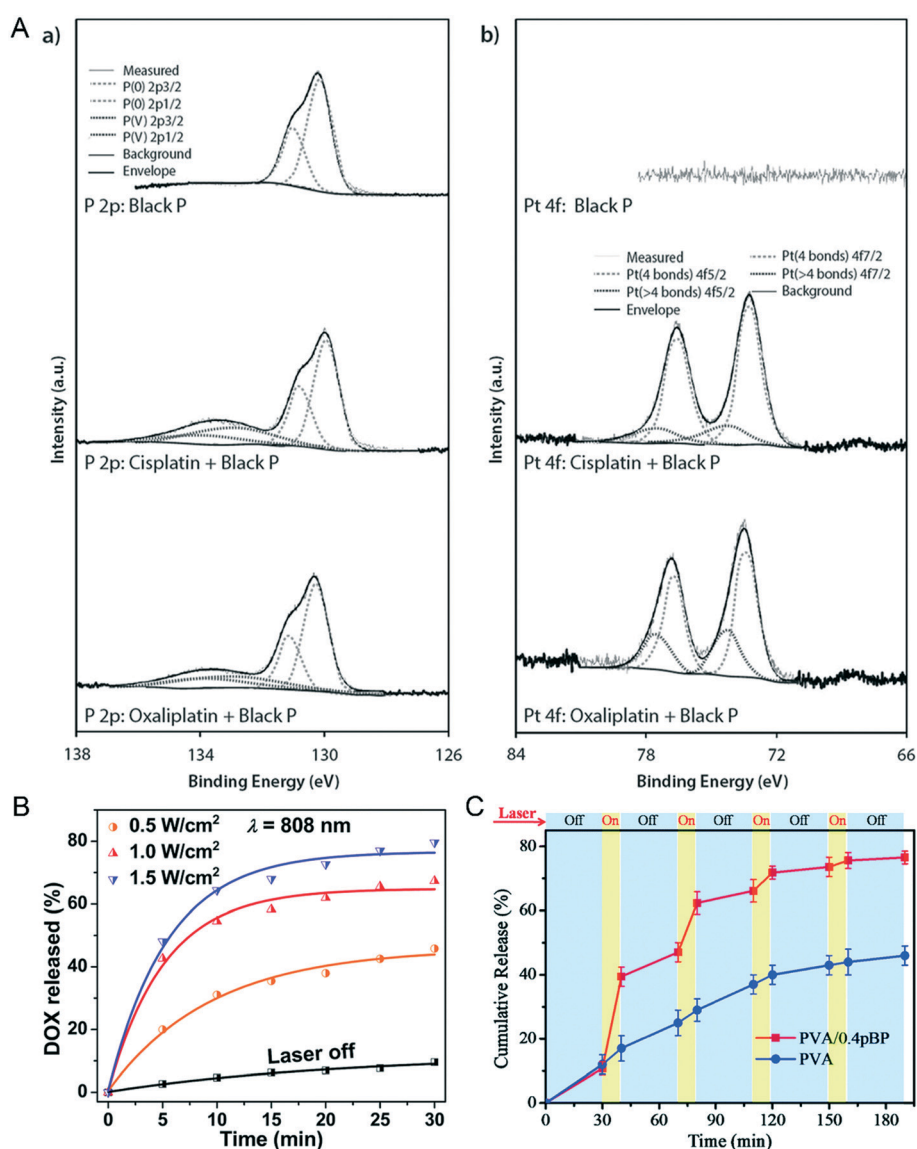 A
a)
Measured
P(0) 2p3/2
P(0) 2p1/2
P(V) 2p3/2
P(V) 2p1/2
Background
Envelope
P 2p: Black P
P 2p: Cisplatin + Black P
P 2p: Oxaliplatin + Black P
Intensity (a.u.)
138 134 130 126
Binding Energy (eV)
b)
Pt 4f: Black P
Measured Pt(4 bonds) 4f7/2
Pt(4 bonds) 4f5/2 Pt(>4 bonds) 4f7/2
Pt(>4 bonds) 4f5/2 Background
Envelope
Pt 4f: Cisplatin + Black P
Pt 4f: Oxaliplatin + Black P
Intensity (a.u.)
84 78 72 66
Binding Energy (eV)
B
0.5 W/cm² λ = 808 nm
1.0 W/cm²
1.5 W/cm²
Laser off
DOX released (%)
80
60
40
20
0
0 5 10 15 20 25 30
Time (min)
C
Laser
Off On Off On Off On Off On Off
Cumulative Release (%)
80
60
40
20
0
PVA/0.4pBP
PVA
0 30 60 90 120 150 180
Time (min)